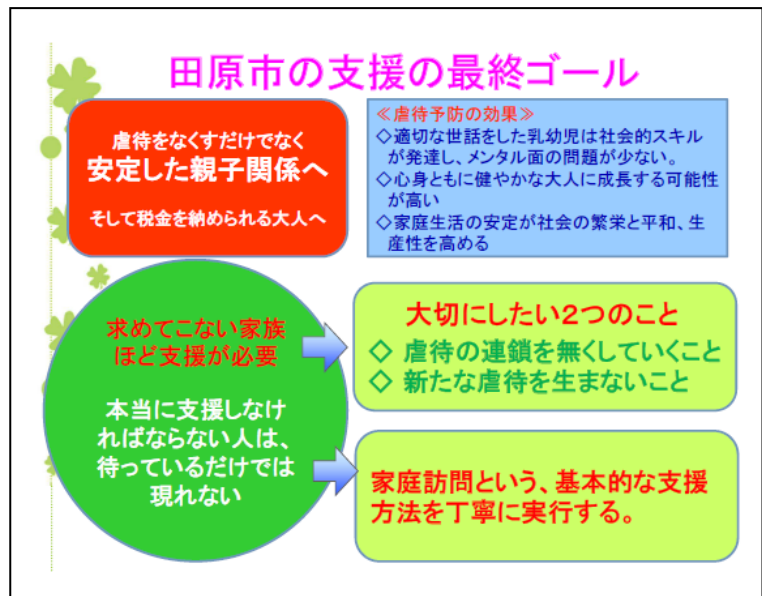 田原市の支援の最終ゴール
虐待をなくすだけでなく
安定した親子関係へ
そして税金を納められる大人へ
≪虐待予防の効果≫
◇適切な世話をした乳幼児は社会的スキル
が発達し、メンタル面の問題が少ない。
◇心身ともに健やかな大人に成長する可能性
が高い
◇家庭生活の安定が社会の繁栄と平和、生
産性を高める
求めてこない家族
ほど支援が必要
本当に支援しなけ
ればならない人は、
待っているだけでは
現れない
大切にしたい2つのこと
◇ 虐待の連鎖を無くしていくこと
◇ 新たな虐待を生まないこと
家庭訪問という、基本的な支援
方法を丁寧に実行する。